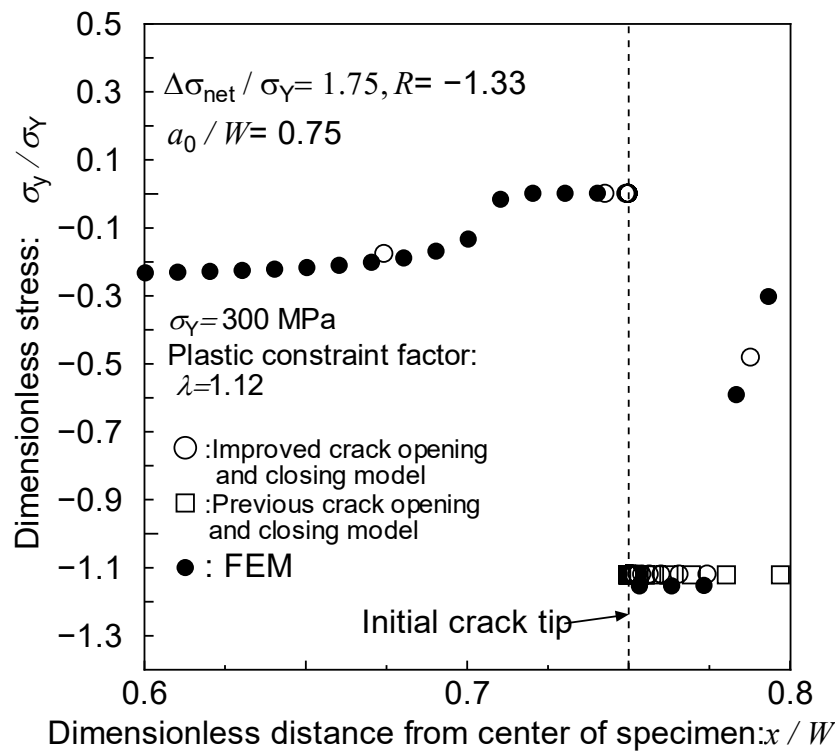 0.5
0.3
0.1
−0.1
−0.3
−0.5
−0.7
−0.9
−1.1
−1.3
Dimensionless stress: σy / σY
Δσnet / σY= 1.75, R= −1.33
a0 / W= 0.75
σY=300 MPa
Plastic constraint factor:
λ=1.12
:Improved crack opening
and closing model
:Previous crack opening
and closing model
: FEM
Initial crack tip
0.6 0.7 0.8
Dimensionless distance from center of specimen:x / W